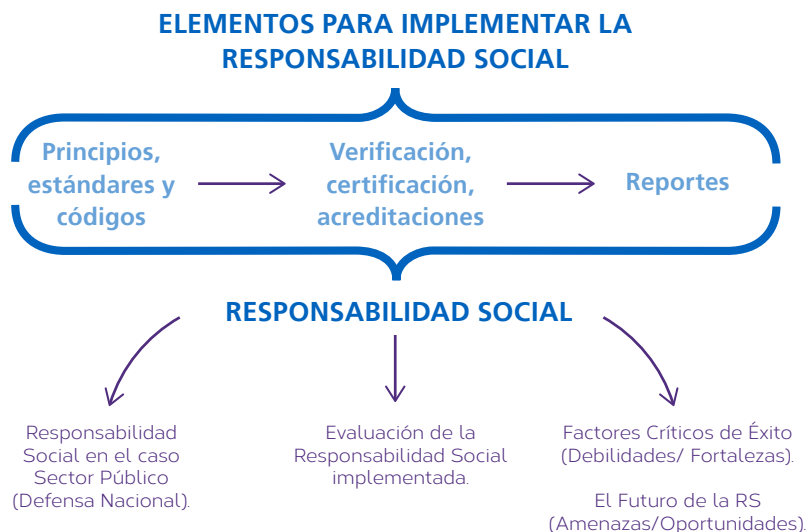 ELEMENTOS PARA IMPLEMENTAR LA
RESPONSABILIDAD SOCIAL
Principios,
estándares y
códigos
Verificación,
certificación,
acreditaciones
Reportes
RESPONSABILIDAD SOCIAL
Responsabilidad
Social en el caso
Sector Público
(Defensa Nacional).
Evaluación de la
Responsabilidad Social
implementada.
Factores Críticos de Éxito
(Debilidades/ Fortalezas).
El Futuro de la RS
(Amenazas/Oportunidades).